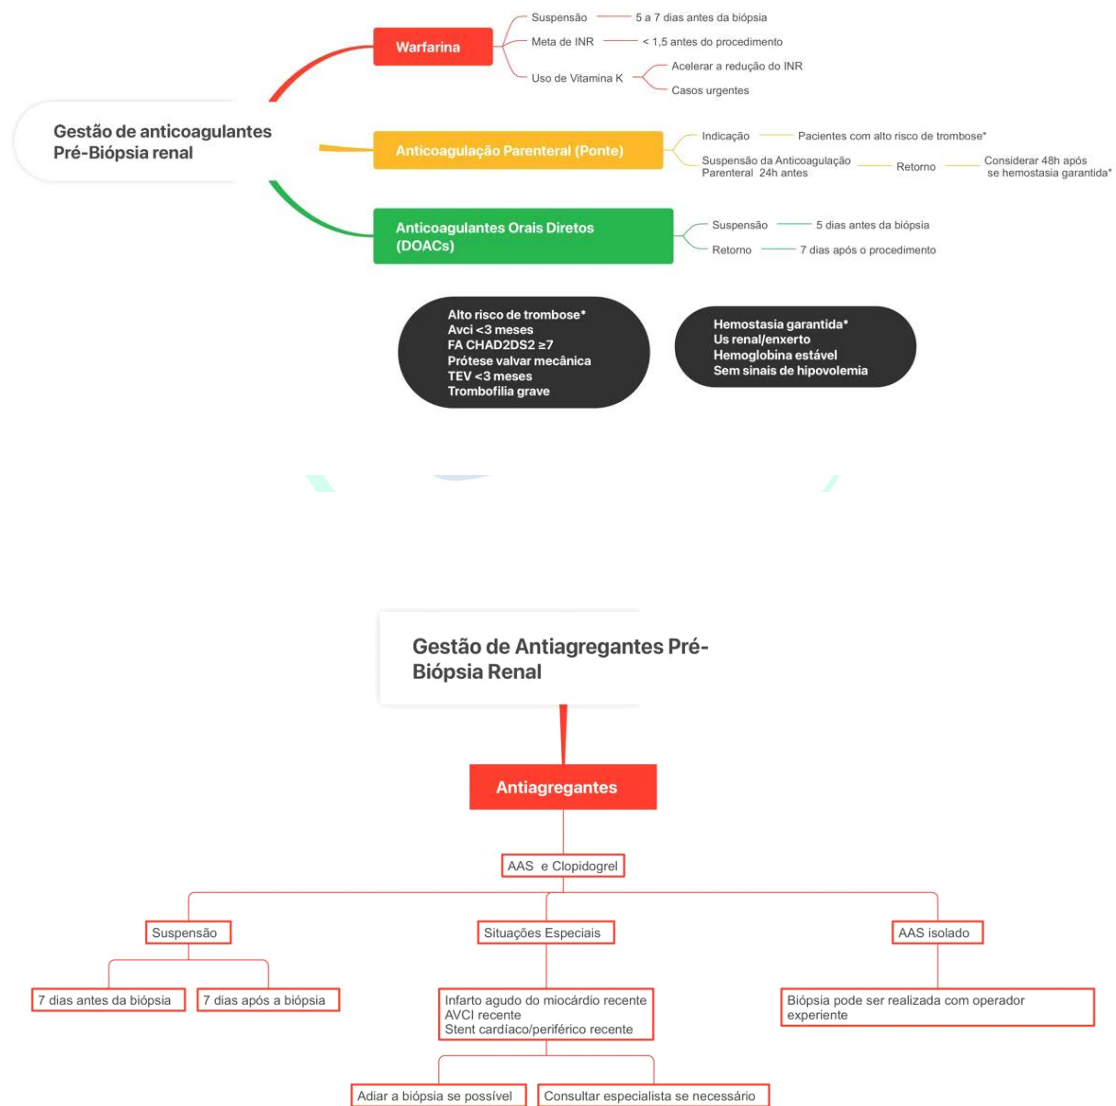 Gestão de anticoagulantes
Pré-Biópsia renal
Warfarina
Suspensão
5 a 7 dias antes da biópsia
Meta de INR
< 1,5 antes do procedimento
Uso de Vitamina K
Acelerar a redução do INR
Casos urgentes
Anticoagulação Parenteral (Ponte)
Indicação
Pacientes com alto risco de trombose*
Suspensão da Anticoagulação
Parenteral 24h antes
Retorno
Considerar 48h após
se hemostasia garantida*
Anticoagulantes Orais Diretos
(DOACs)
Suspensão
5 dias antes da biópsia
Retorno
7 dias após o procedimento
Alto risco de trombose*
Avci <3 meses
FA CHAD2DS2 ≥7
Prótese valvar mecânica
TEV <3 meses
Trombofilia grave
Hemostasia garantida*
Us renal/enxerto
Hemoglobina estável
Sem sinais de hipovolemia
Gestão de Antiagregantes Pré-
Biópsia Renal
Antiagregantes
AAS e Clopidogrel
Suspensão
7 dias antes da biópsia
7 dias após a biópsia
Situações Especiais
Infarto agudo do miocárdio recente
AVCI recente
Stent cardíaco/periférico recente
Adiar a biópsia se possível
Consultar especialista se necessário
AAS isolado
Biópsia pode ser realizada com operador
experiente